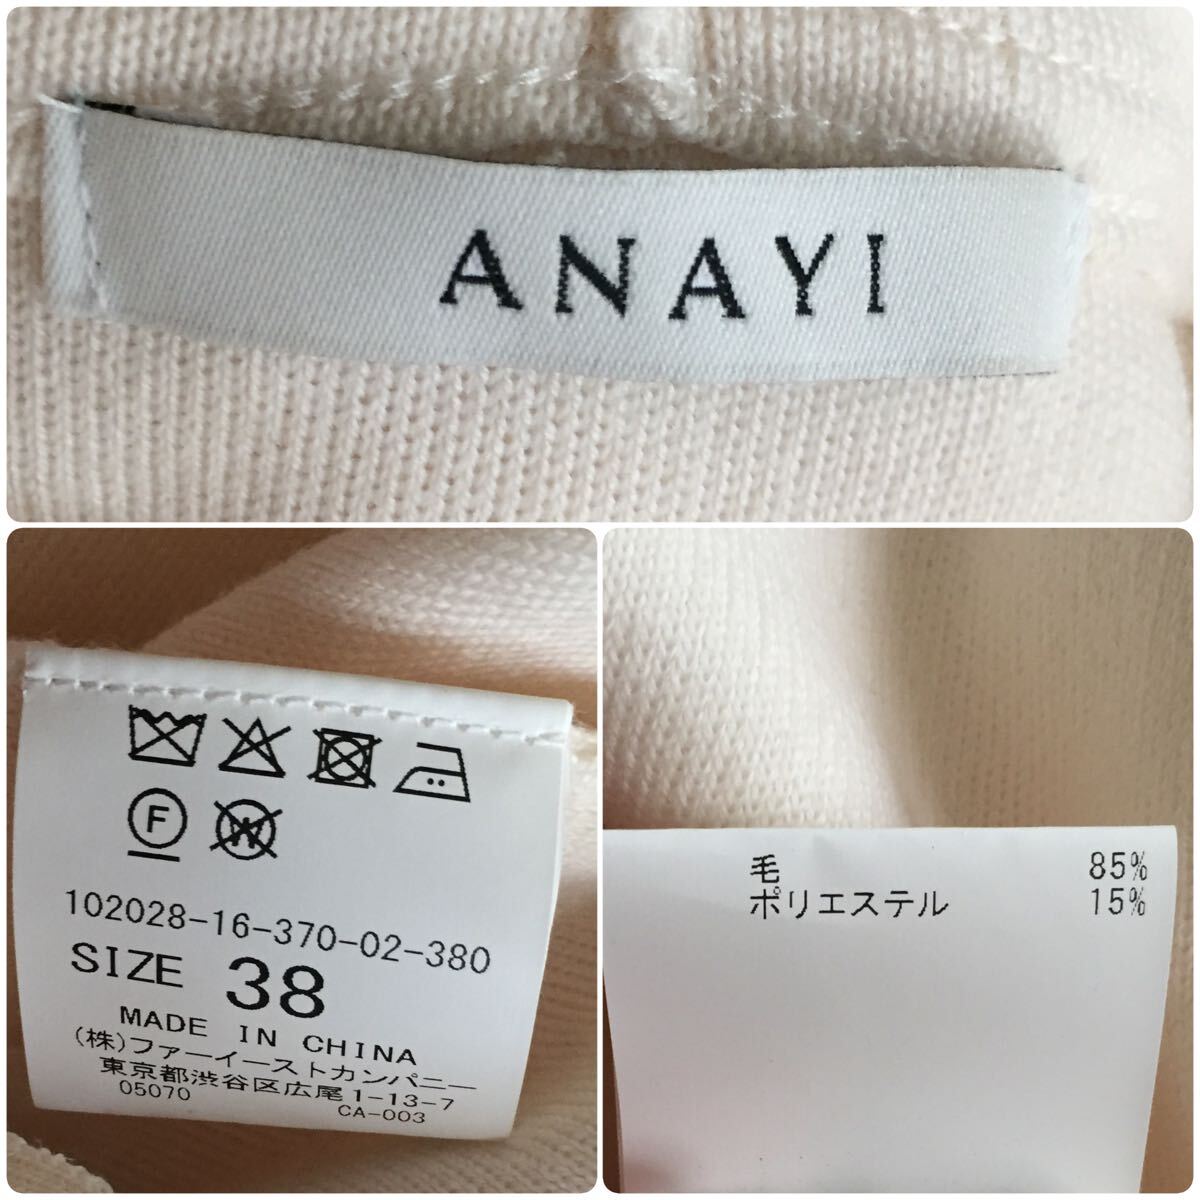 ANAYI
F
W
102028-16-370-02-380
SIZE 38
MADE IN CHINA
(株)ファーイーストカンパニー
東京都渋谷区広尾1-13-7
05070 CA-003
毛 85%
ポリエステル 15%